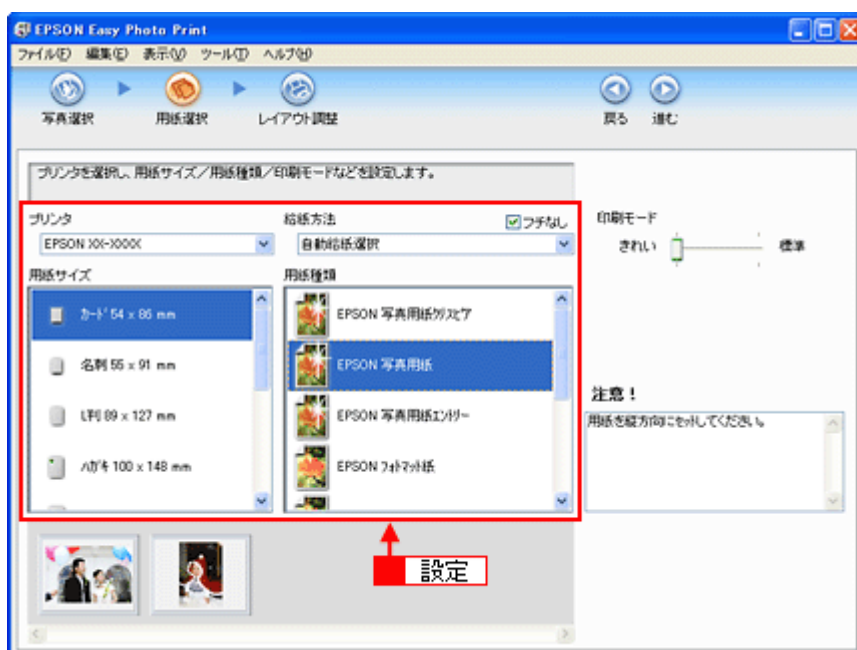 EPSON Easy Photo Print
ファイル(F) 編集(E) 表示(V) ツール(T) ヘルプ(H)
写真選択 用紙選択 レイアウト調整 戻る 進む
プリンタを選択し、用紙サイズ/用紙種類/印刷モードなどを設定します。
プリンタ
EPSON XX-XXXX
給紙方法
フチなし
自動給紙選択
用紙サイズ
カード 54 x 86 mm
名刺 55 x 91 mm
L判 89 x 127 mm
ハガキ 100 x 148 mm
用紙種類
EPSON 写真用紙クリスピア
EPSON 写真用紙
EPSON 写真用紙エントリー
EPSON フォトマット紙
印刷モード
きれい 標準
注意!
用紙を縦方向にセットしてください。
設定